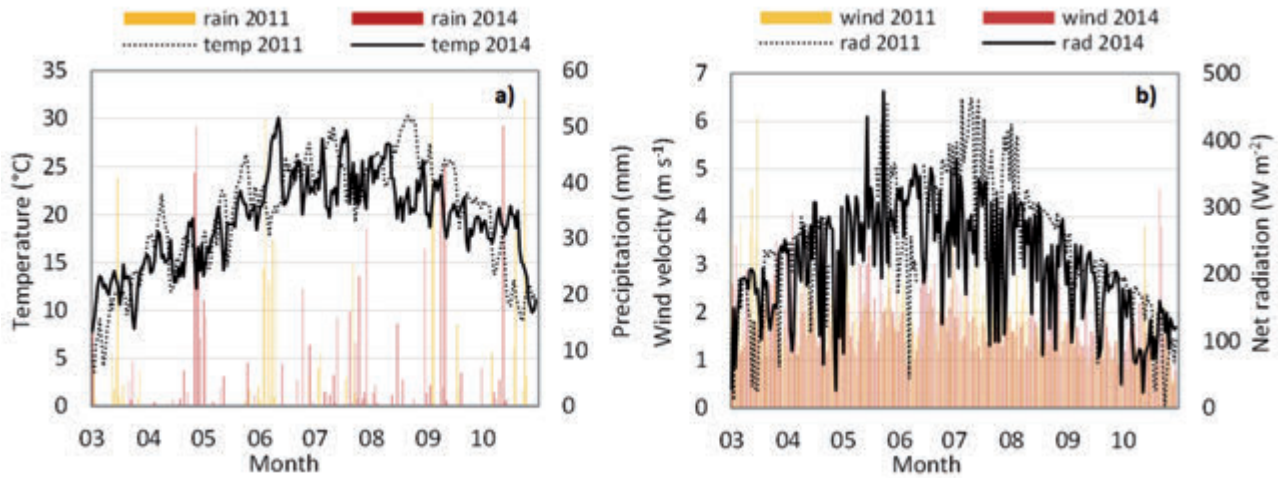 rain 2011 rain 2014
temp 2011 temp 2014
wind 2011 wind 2014
rad 2011 rad 2014
a)
35
30
25
20
15
10
5
0
Temperature (°C)
60
50
40
30
20
10
0
Precipitation (mm)
03 04 05 06 07 08 09 10
Month
b)
7
6
5
4
3
2
1
0
Wind velocity (m s⁻¹)
500
400
300
200
100
0
Net radiation (W m⁻²)
03 04 05 06 07 08 09 10
Month